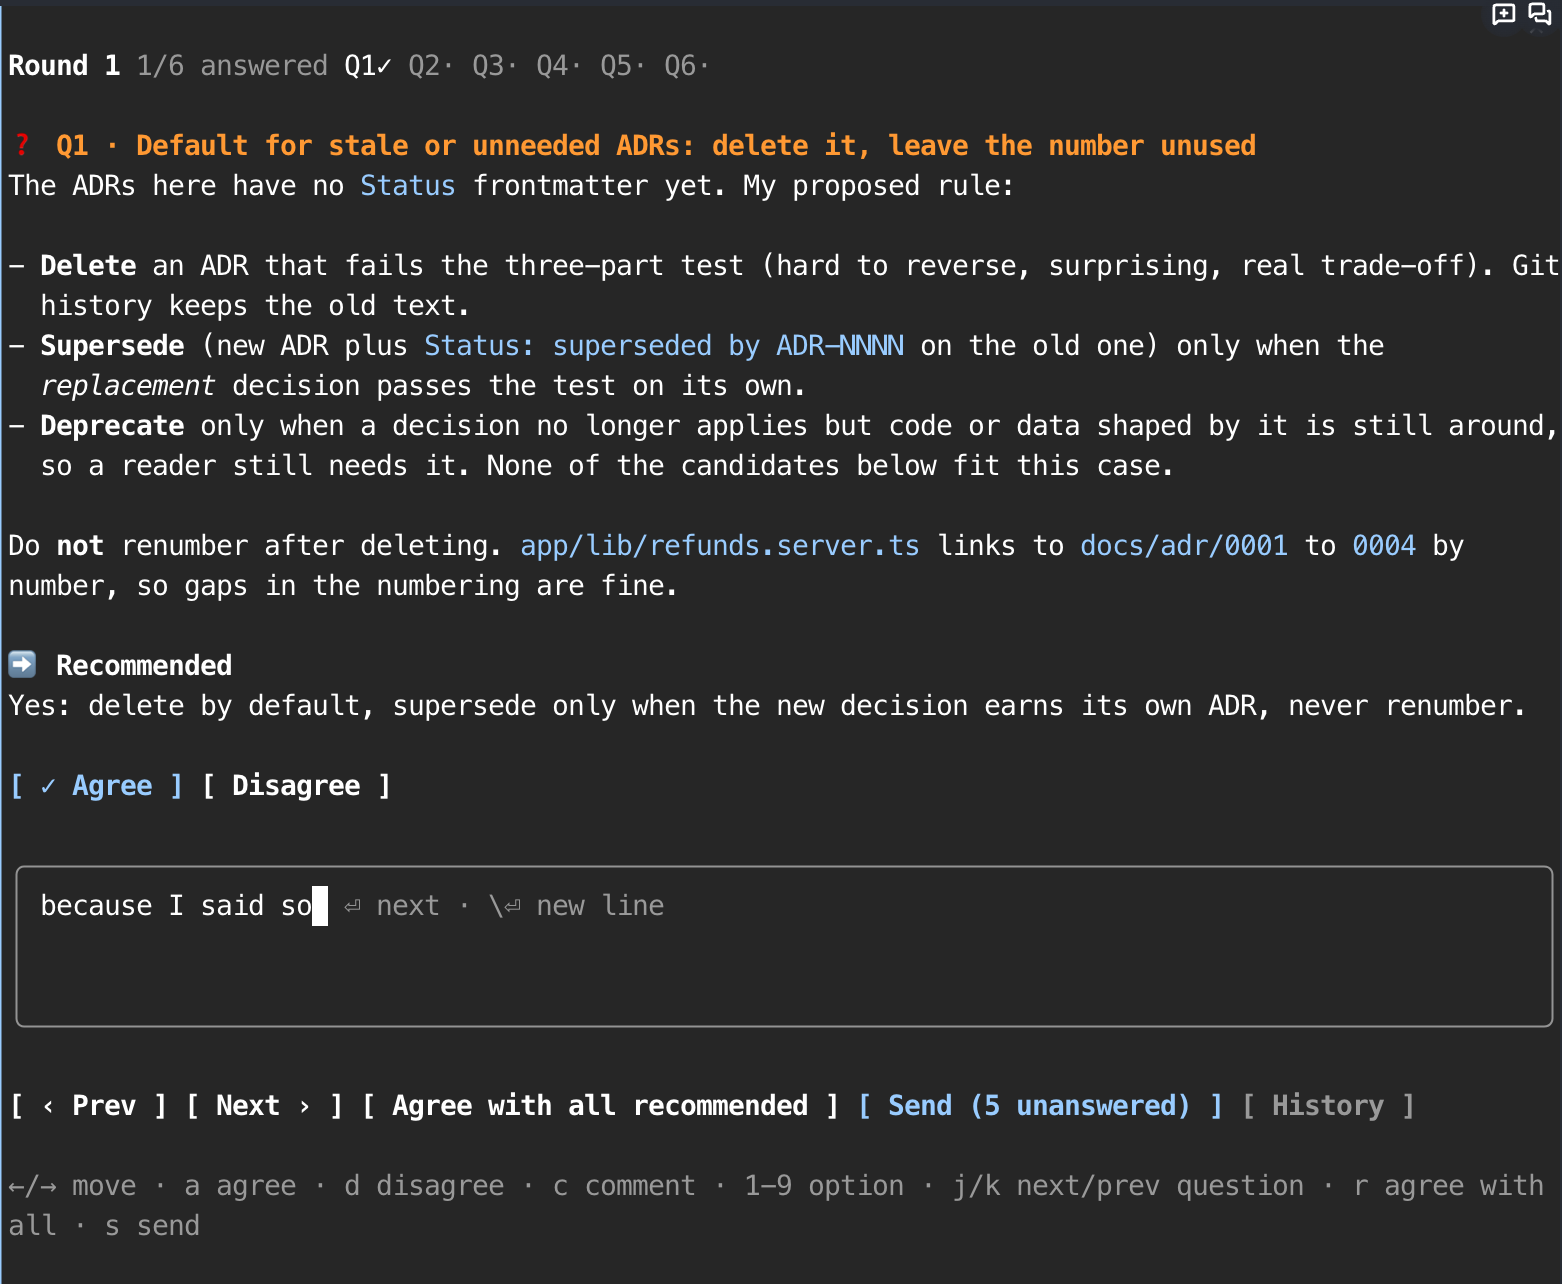 Round 1 1/6 answered Q1✓ Q2· Q3· Q4· Q5· Q6·
? Q1 · Default for stale or unneeded ADRs: delete it, leave the number unused
The ADRs here have no Status frontmatter yet. My proposed rule:
– Delete an ADR that fails the three–part test (hard to reverse, surprising, real trade–off). Git
history keeps the old text.
– Supersede (new ADR plus Status: superseded by ADR–NNNN on the old one) only when the
replacement decision passes the test on its own.
– Deprecate only when a decision no longer applies but code or data shaped by it is still around,
so a reader still needs it. None of the candidates below fit this case.
Do not renumber after deleting. app/lib/refunds.server.ts links to docs/adr/0001 to 0004 by
number, so gaps in the numbering are fine.
➡ Recommended
Yes: delete by default, supersede only when the new decision earns its own ADR, never renumber.
[ ✓ Agree ] [ Disagree ]
because I said so ⏎ next · \⏎ new line
[ ‹ Prev ] [ Next › ] [ Agree with all recommended ] [ Send (5 unanswered) ] [ History ]
←/→ move · a agree · d disagree · c comment · 1–9 option · j/k next/prev question · r agree with
all · s send